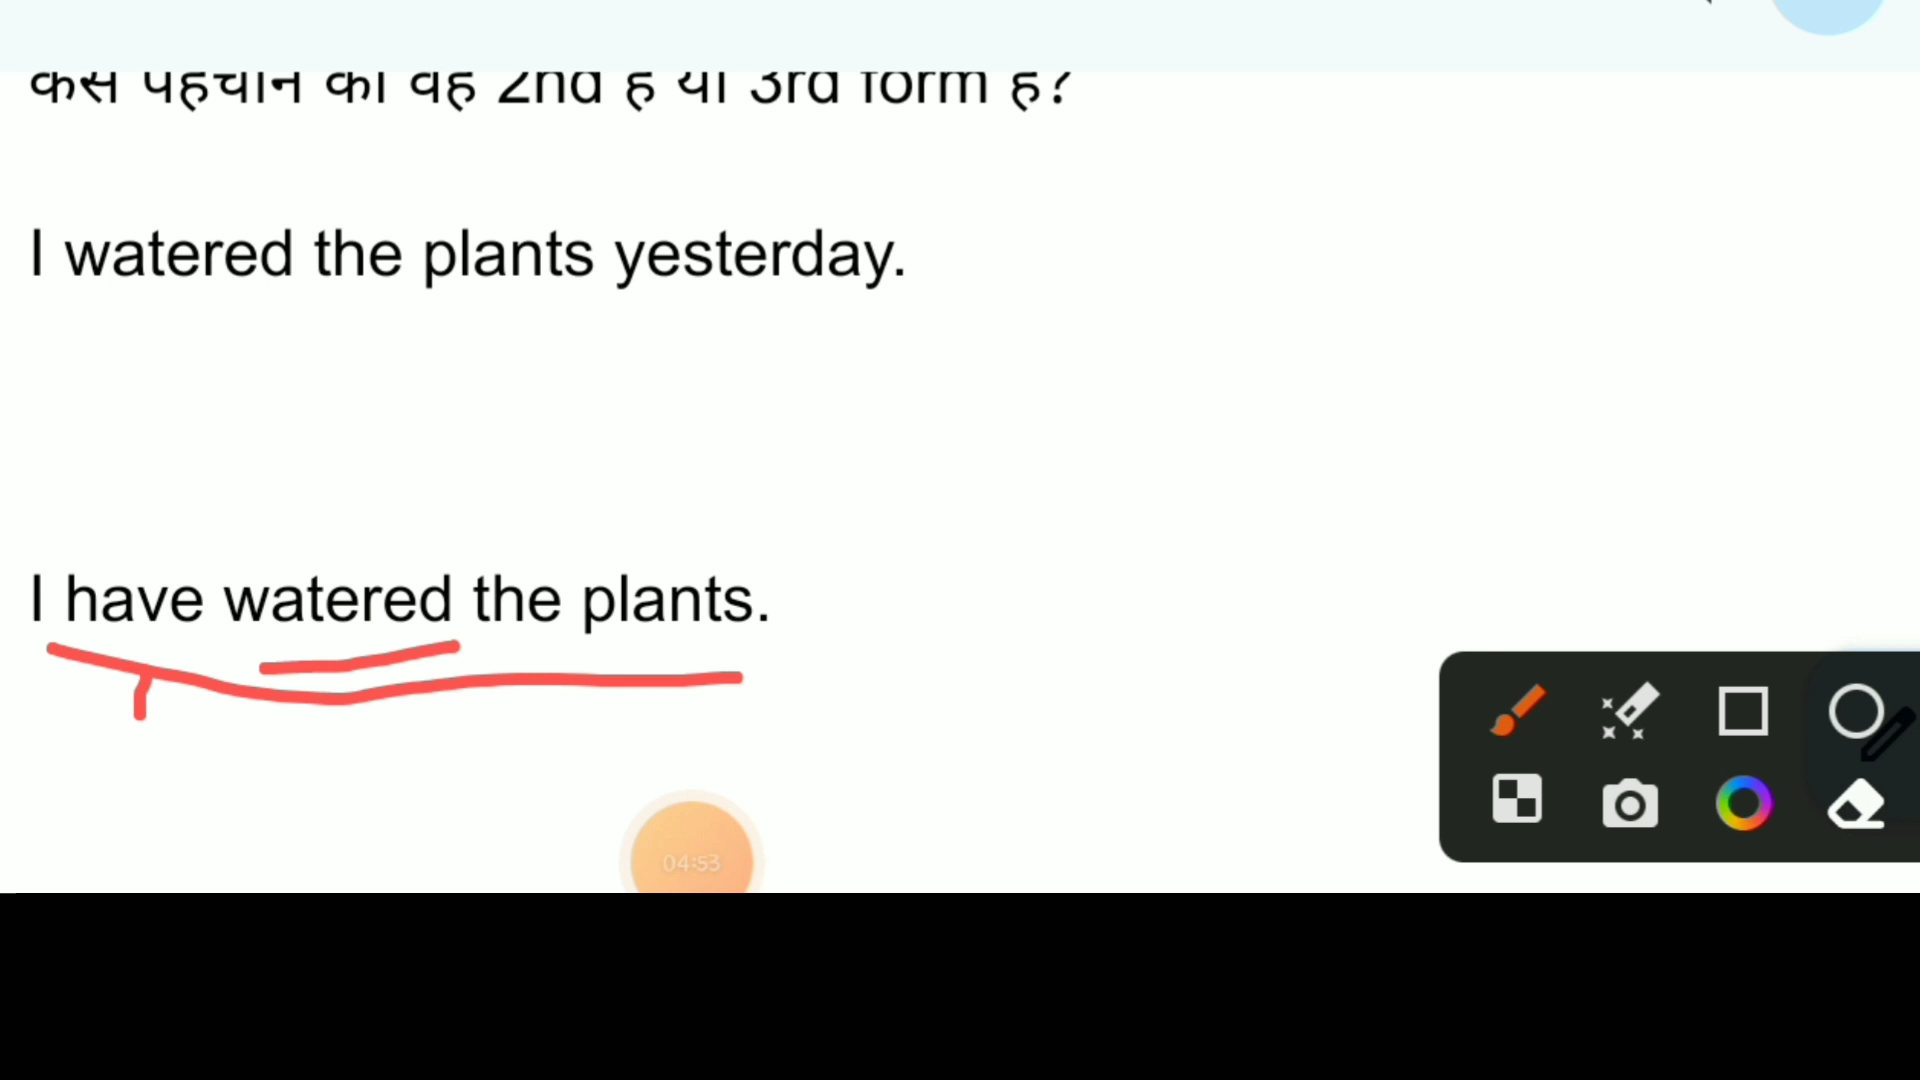 कैसे पहचाने की वह 2nd है या 3rd form है?
I watered the plants yesterday.
I have watered the plants.
04:53